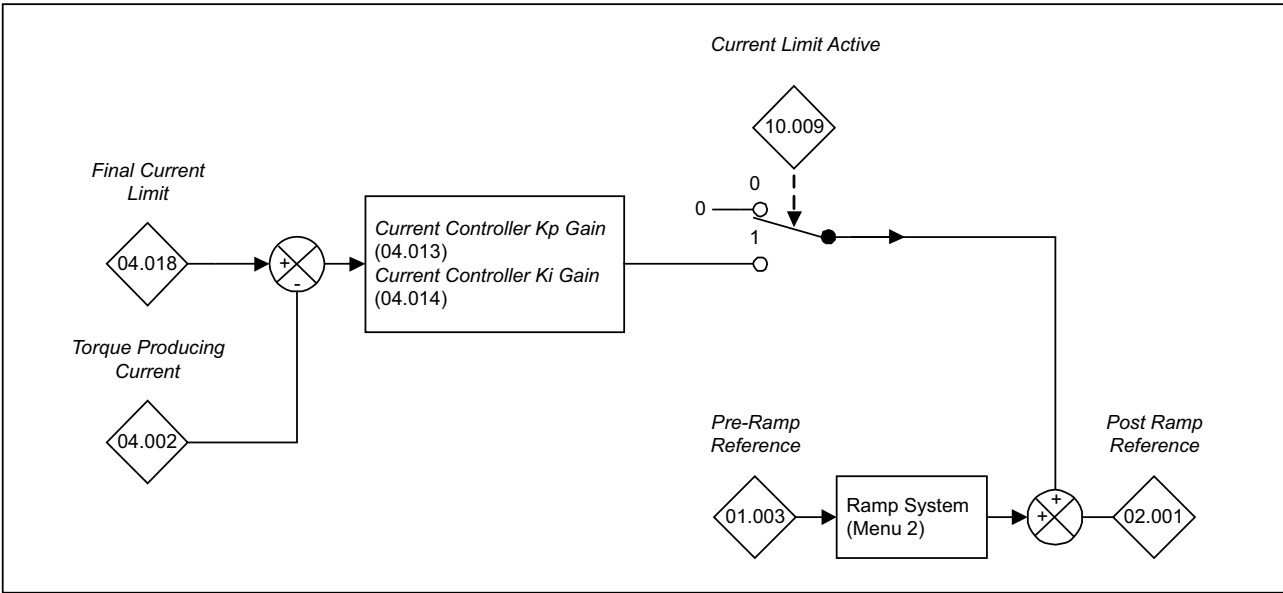 Current Limit Active
10.009
Final Current
Limit
0
0
Current Controller Kp Gain
(04.013)
1
04.018
+
-
Current Controller Ki Gain
(04.014)
Torque Producing
Current
04.002
Pre-Ramp
Reference
Post Ramp
Reference
01.003
Ramp System
(Menu 2)
+
+
02.001